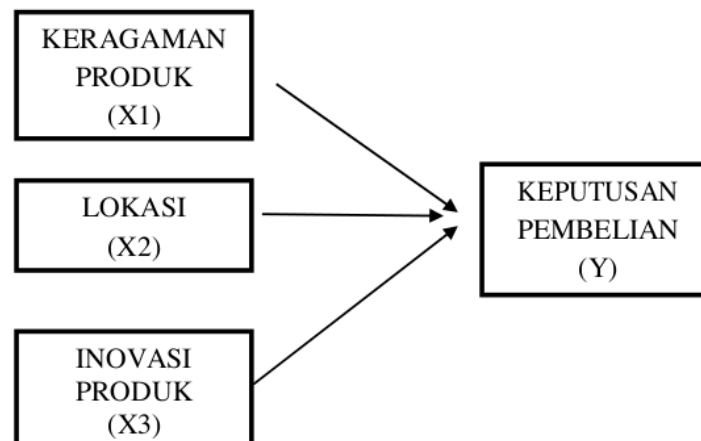 KERAGAMAN
PRODUK
(X1)
LOKASI
(X2)
INOVASI
PRODUK
(X3)
KEPUTUSAN
PEMBELIAN
(Y)